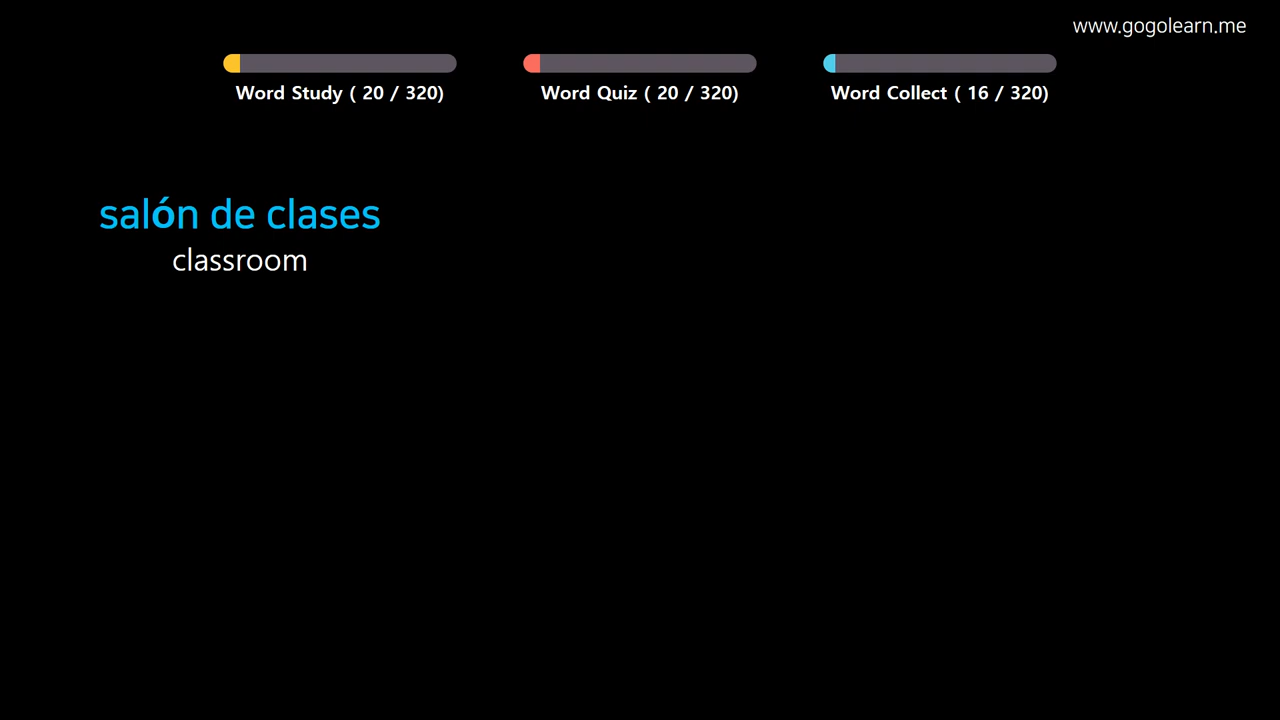 www.gogolearn.me
Word Study ( 20 / 320)
Word Quiz ( 20 / 320)
Word Collect ( 16 / 320)
salón de clases
classroom